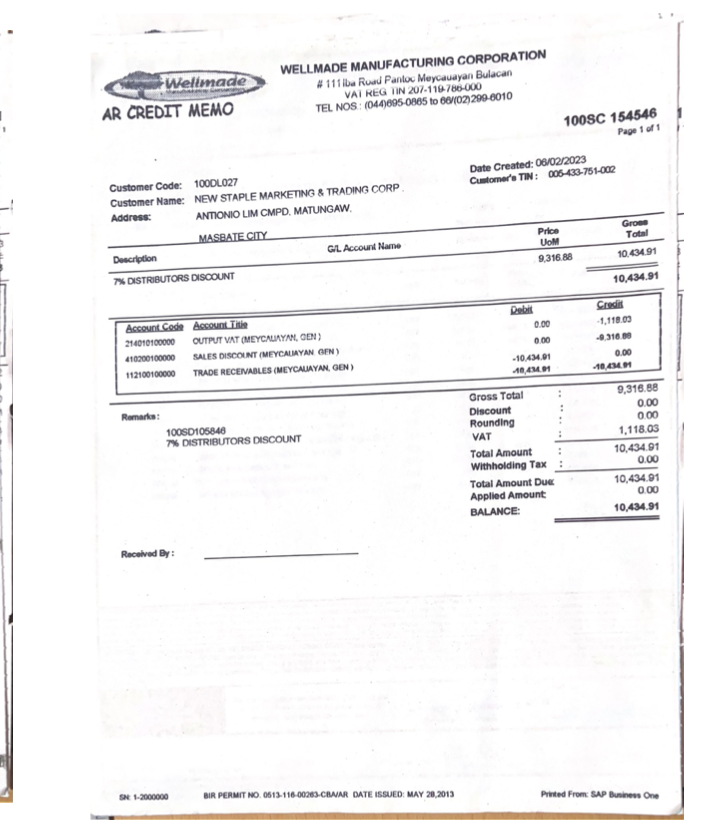 Wellmade
AR CREDIT MEMO
WELLMADE MANUFACTURING CORPORATION
# 111 iba Road Pantoc Meycauayan Bulacan
VAT REG TIN 207-119-786-000
TEL NOS : (044)695-0865 to 66/(02)299-6010
100SC 154546
Page 1 of 1
Date Created: 06/02/2023
Customer's TIN : 005-433-751-002
Customer Code: 100DL027
Customer Name: NEW STAPLE MARKETING & TRADING CORP .
Address: ANTIONIO LIM CMPD, MATUNGAW,
MASBATE CITY
Description G/L Account Name Price UoM Gross Total
7% DISTRIBUTORS DISCOUNT 9,316.88 10,434.91
10,434.91
Account Code Account Title Debit Credit
214010100000 OUTPUT VAT (MEYCAUAYAN, GEN ) 0.00 -1,118.03
410200100000 SALES DISCOUNT (MEYCAUAYAN, GEN ) 0.00 -9,316.88
112100100000 TRADE RECEIVABLES (MEYCAUAYAN, GEN ) -10,434.91 0.00
-10,434.91 -10,434.91
Remarks :
100SD105846
7% DISTRIBUTORS DISCOUNT
Gross Total : 9,316.88
Discount : 0.00
Rounding : 0.00
VAT : 1,118.03
Total Amount : 10,434.91
Withholding Tax : 0.00
Total Amount Due: 10,434.91
Applied Amount: 0.00
BALANCE: 10,434.91
Received By :
SN: 1-2000000 BIR PERMIT NO. 0513-116-00263-CBA/AR DATE ISSUED: MAY 28,2013 Printed From: SAP Business One